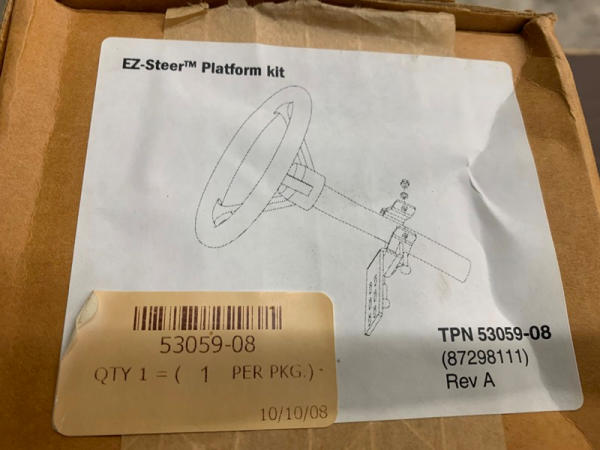 EZ-Steer™ Platform kit
TPN 53059-08
(87298111)
Rev A
53059-08
QTY 1 = ( 1 PER PKG.)
10/10/08